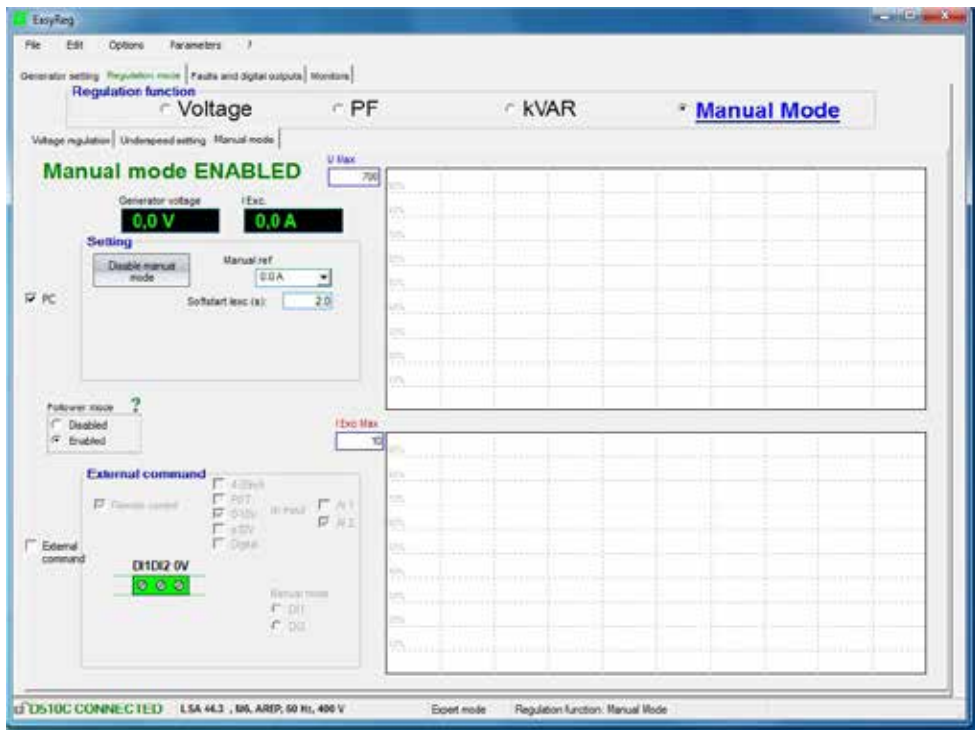 EasyReg
File Edit Options Parameters ?
Generator setting Regulation mode Faults and digital outputs Monitors
Regulation function
Voltage PF kVAR Manual Mode
Voltage regulation Underspeed setting Manual mode
Manual mode ENABLED
U Max
700
Generator voltage I Exc.
0,0 V 0,0 A
Setting
Disable manual mode
Manual ref
0.0 A
PC
Softstart Iexc (s): 2.0
Follower mode ?
Disabled
Enabled
I Exc Max
10
External command
4-20mA
Remote control POT
0-10V AI input AI 1
±10V AI 2
Digital
External command
DI1DI2 0V
Manual mode
DI1
DI2
D510C CONNECTED LSA 44.3 , M6, AREP, 50 Hz, 400 V Expert mode Regulation function: Manual Mode